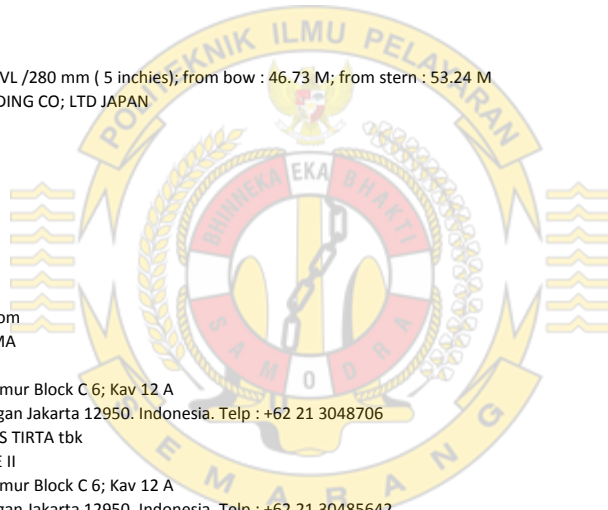 POLITEKNIK ILMU PELAYARAN
VL /280 mm ( 5 inchies); from bow : 46.73 M; from stern : 53.24 M
DING CO; LTD JAPAN
BHINNEKA EKA BHAKTI
om
MA
SAMODRA
mur Block C 6; Kav 12 A
gan Jakarta 12950. Indonesia. Telp : +62 21 3048706
S TIRTA tbk
E II
mur Block C 6; Kav 12 A
SEMARANG
gan Jakarta 12950. Indonesia. Telp : +62 21 30485642